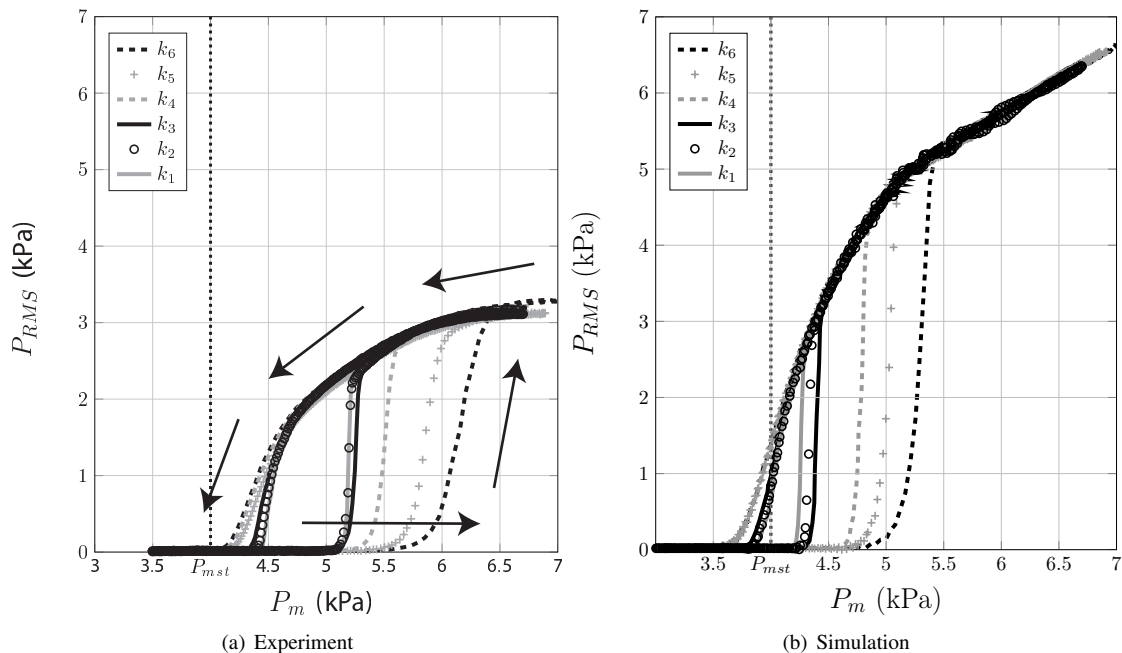 7
6
5
4
3
2
1
0
P_RMS (kPa)
k_6
k_5
k_4
k_3
k_2
k_1
3 3.5 P_mst 4.5 5 5.5 6 6.5 7
P_m (kPa)
(a) Experiment
7
6
5
4
3
2
1
0
P_RMS (kPa)
k_6
k_5
k_4
k_3
k_2
k_1
3.5 P_mst 4.5 5 5.5 6 6.5 7
P_m (kPa)
(b) Simulation